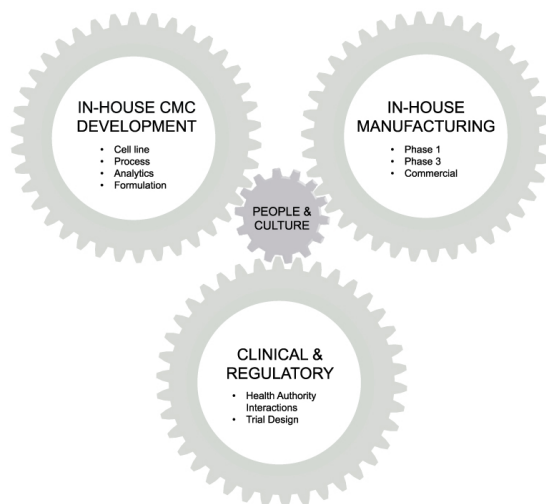 IN-HOUSE CMC
DEVELOPMENT
• Cell line
• Process
• Analytics
• Formulation
IN-HOUSE
MANUFACTURING
• Phase 1
• Phase 3
• Commercial
PEOPLE &
CULTURE
CLINICAL &
REGULATORY
• Health Authority
Interactions
• Trial Design